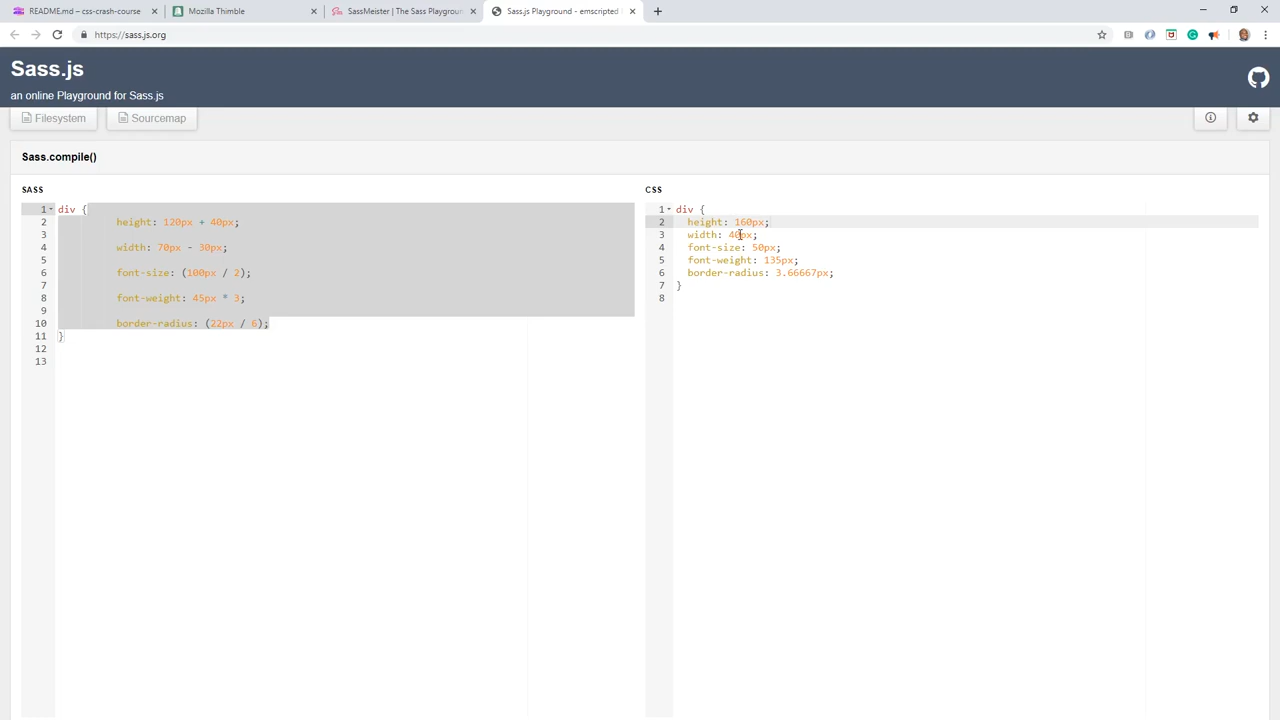 README.md – css-crash-course
Mozilla Thimble
SassMeister | The Sass Playgroun
Sass.js Playground - emscripted l
https://sass.js.org
Sass.js
an online Playground for Sass.js
Filesystem
Sourcemap
Sass.compile()
SASS
1 div {
2 height: 120px + 40px;
3
4 width: 70px - 30px;
5
6 font-size: (100px / 2);
7
8 font-weight: 45px * 3;
9
10 border-radius: (22px / 6);
11 }
12
13
CSS
1 div {
2 height: 160px;
3 width: 40px;
4 font-size: 50px;
5 font-weight: 135px;
6 border-radius: 3.66667px;
7 }
8